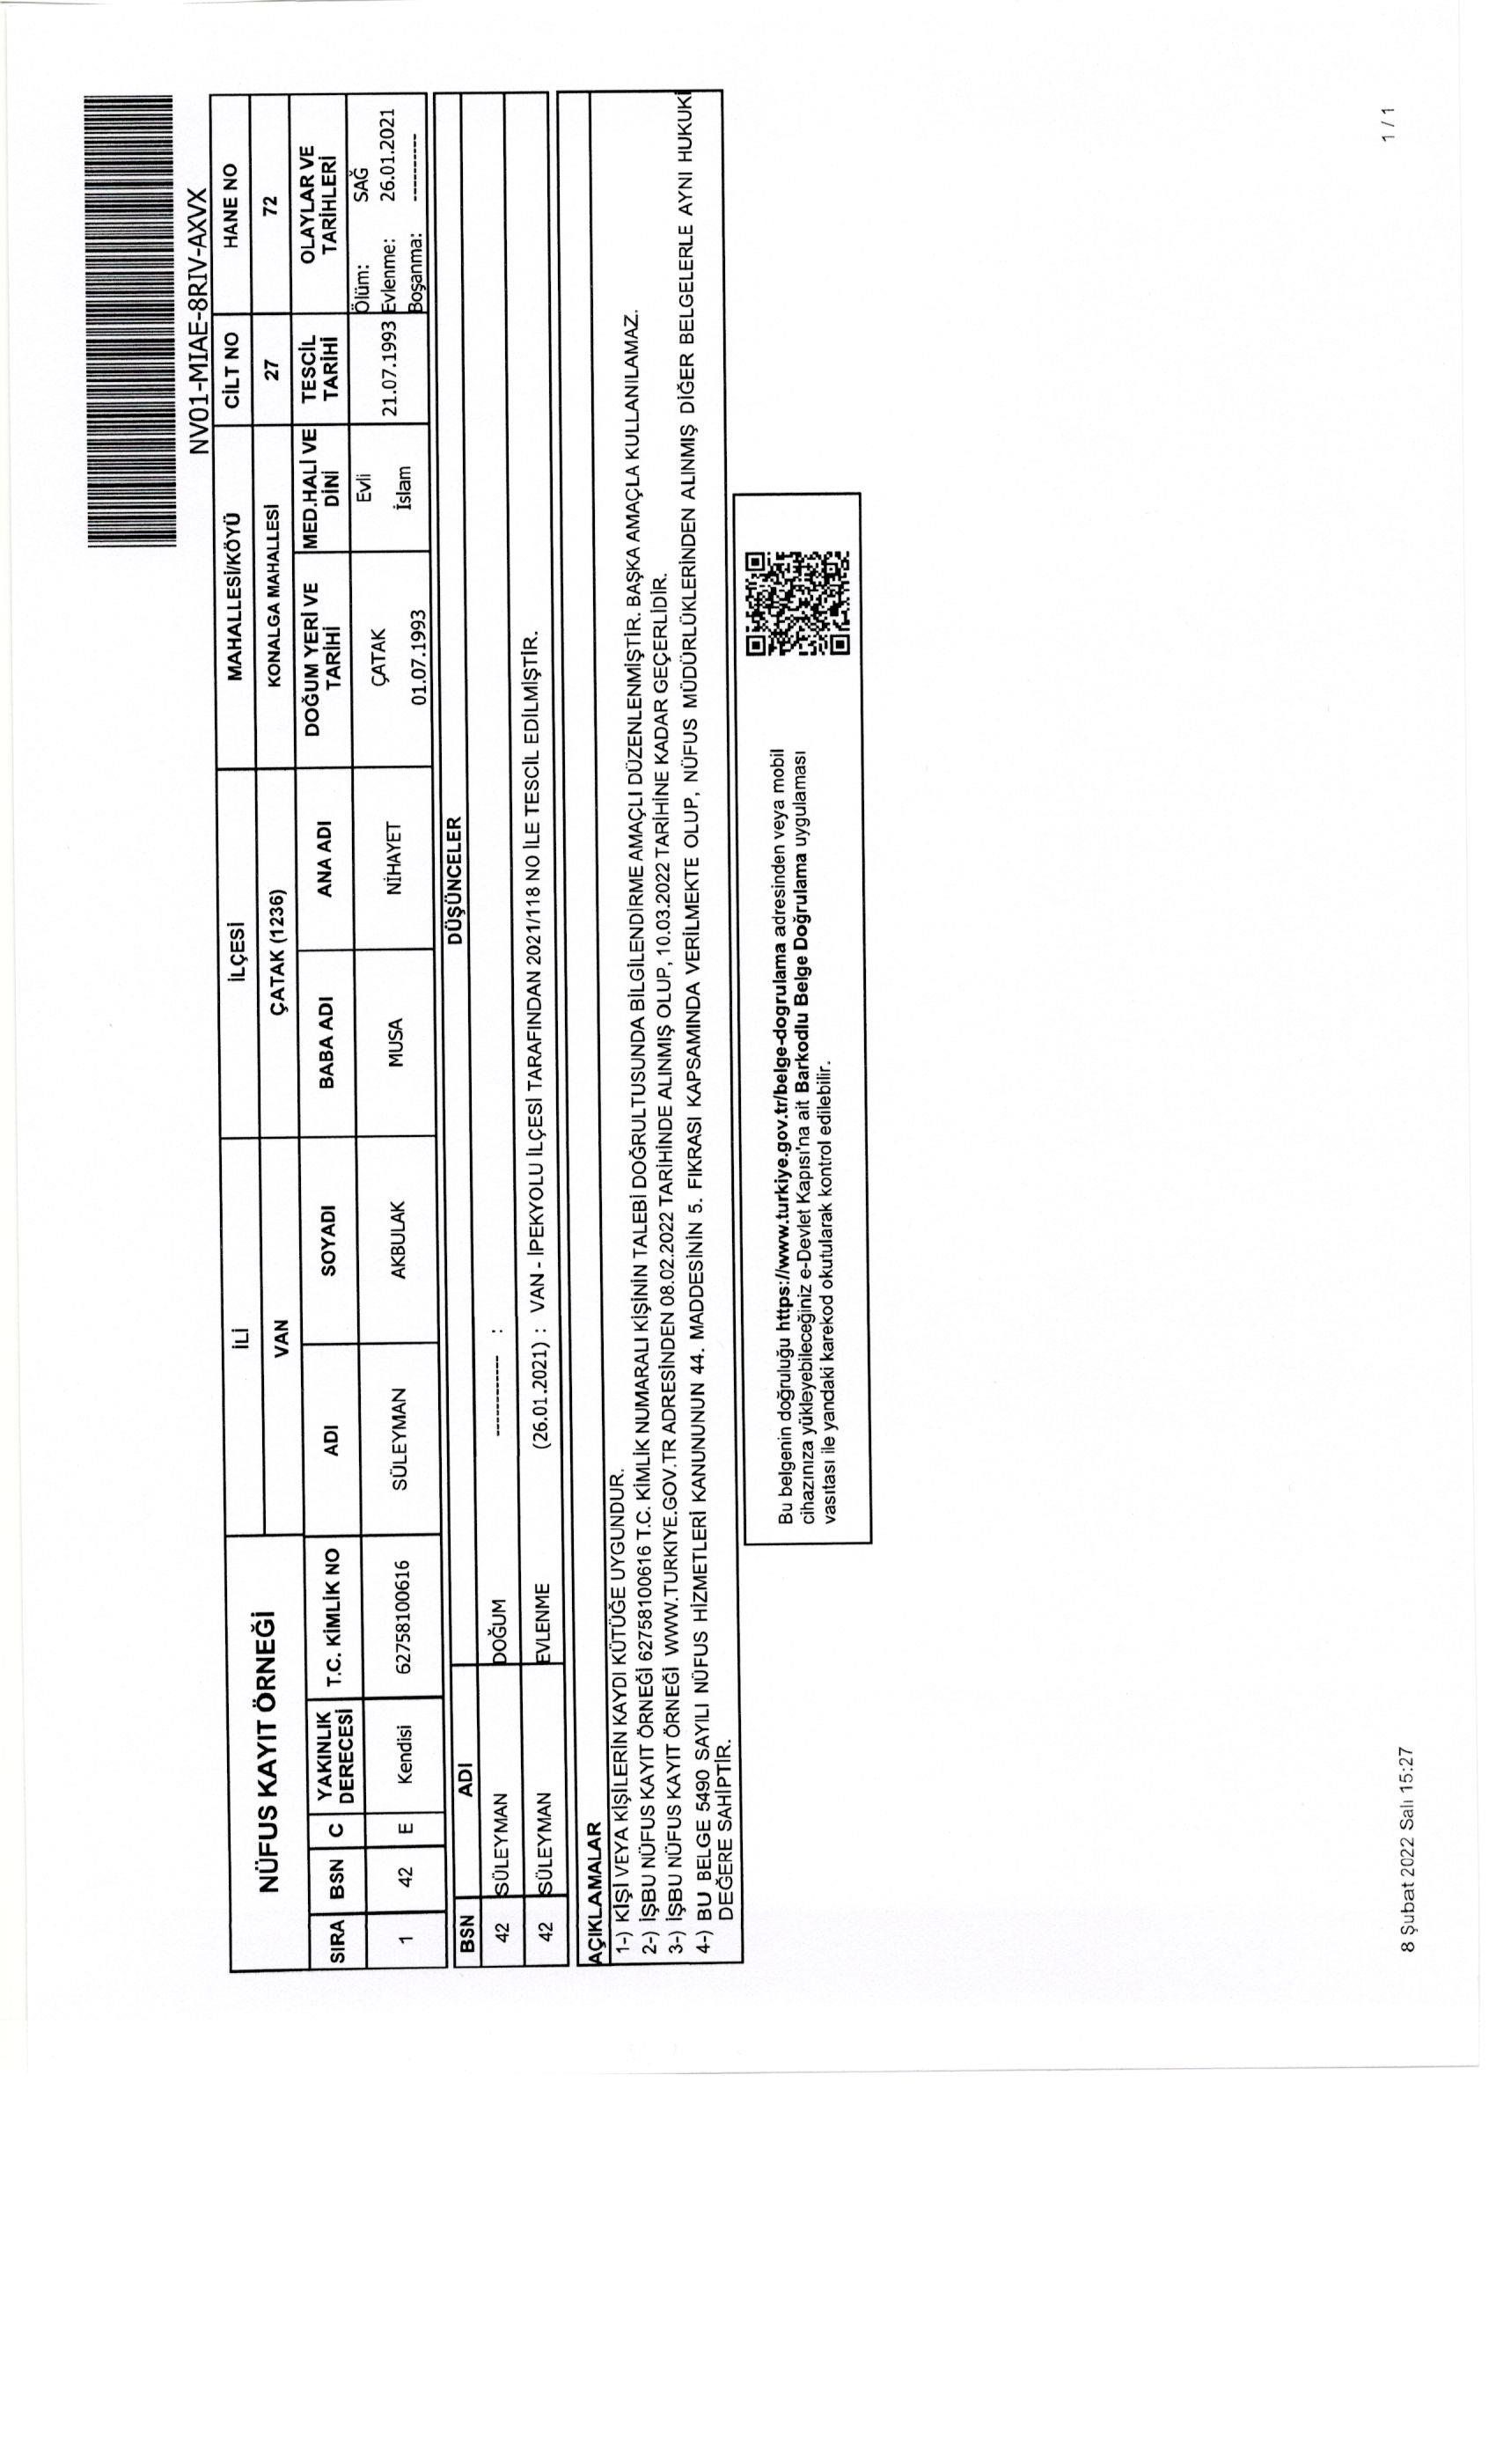 NV01-MIAE-8RIV-AXVX
NÜFUS KAYIT ÖRNEĞİ
İLİ İLÇESİ MAHALLESİ/KÖYÜ CİLT NO HANE NO
VAN ÇATAK (1236) KONALGA MAHALLESİ 27 72
SIRA BSN C YAKINLIK DERECESİ T.C. KİMLİK NO ADI SOYADI BABA ADI ANA ADI DOĞUM YERİ VE TARİHİ MED.HALİ VE DİNİ TESCİL TARİHİ OLAYLAR VE TARİHLERİ
1 42 E Kendisi 62758100616 SÜLEYMAN AKBULAK MUSA NİHAYET ÇATAK 01.07.1993 Evli İslam 21.07.1993 Ölüm: SAĞ
Evlenme: 26.01.2021
Boşanma: ----------
BSN ADI DÜŞÜNCELER
42 SÜLEYMAN DOĞUM ------------ :
42 SÜLEYMAN EVLENME (26.01.2021) : VAN - İPEKYOLU İLÇESİ TARAFINDAN 2021/118 NO İLE TESCİL EDİLMİŞTİR.
AÇIKLAMALAR
1-) KİŞİ VEYA KİŞİLERİN KAYDI KÜTÜĞE UYGUNDUR.
2-) İŞBU NÜFUS KAYIT ÖRNEĞİ 62758100616 T.C. KİMLİK NUMARALI KİŞİNİN TALEBİ DOĞRULTUSUNDA BİLGİLENDİRME AMAÇLI DÜZENLENMİŞTİR. BAŞKA AMAÇLA KULLANILAMAZ.
3-) İŞBU NÜFUS KAYIT ÖRNEĞİ WWW.TURKIYE.GOV.TR ADRESİNDEN 08.02.2022 TARİHİNDE ALINMIŞ OLUP, 10.03.2022 TARİHİNE KADAR GEÇERLİDİR.
4-) BU BELGE 5490 SAYILI NÜFUS HİZMETLERİ KANUNUNUN 44. MADDESİNİN 5. FIKRASI KAPSAMINDA VERİLMEKTE OLUP, NÜFUS MÜDÜRLÜKLERİNDEN ALINMIŞ DİĞER BELGELERLE AYNI HUKUKİ
DEĞERE SAHİPTİR.
Bu belgenin doğruluğu https://www.turkiye.gov.tr/belge-dogrulama adresinden veya mobil
cihazınıza yükleyebileceğiniz e-Devlet Kapısı'na ait Barkodlu Belge Doğrulama uygulaması
vasıtası ile yandaki karekod okutularak kontrol edilebilir.
8 Şubat 2022 Salı 15:27
1 / 1